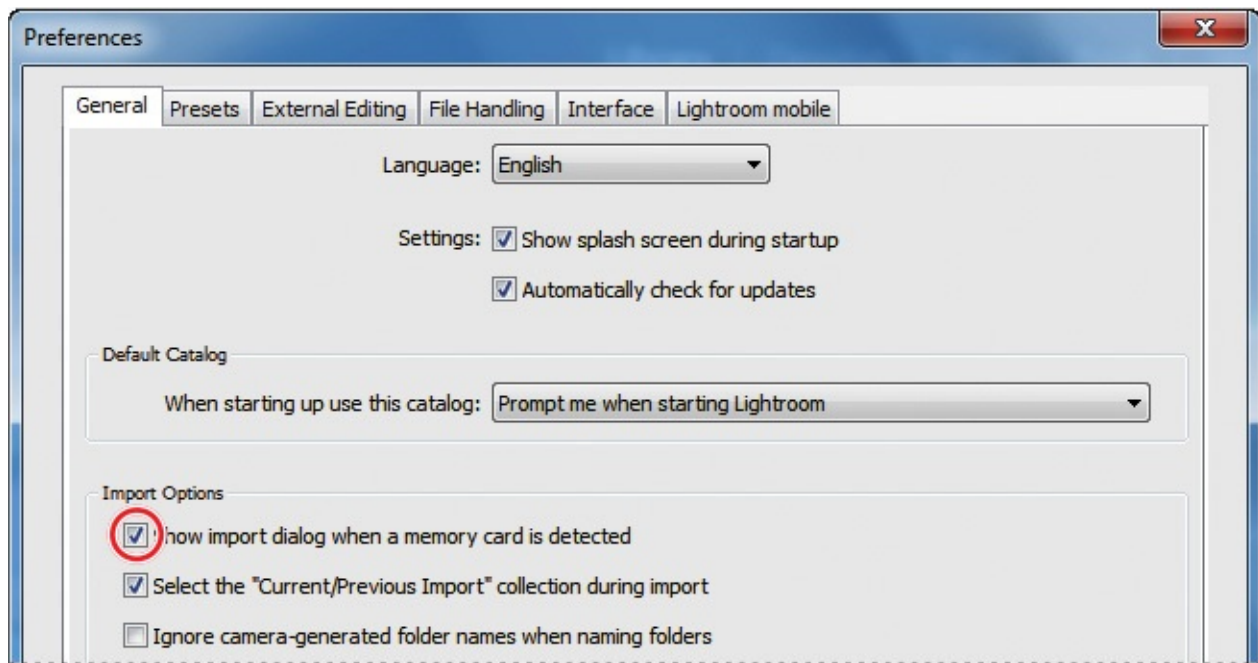 Preferences
General Presets External Editing File Handling Interface Lightroom mobile
Language: English
Settings: Show splash screen during startup
Automatically check for updates
Default Catalog
When starting up use this catalog: Prompt me when starting Lightroom
Import Options
Show import dialog when a memory card is detected
Select the "Current/Previous Import" collection during import
Ignore camera-generated folder names when naming folders